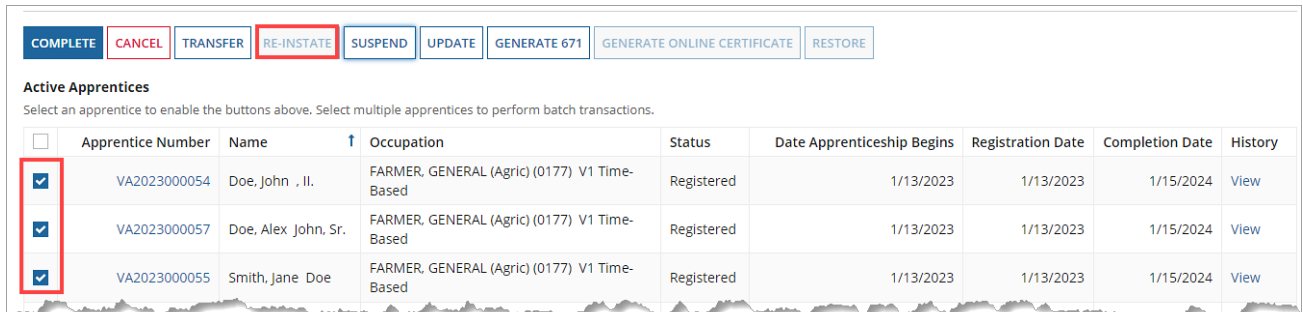 COMPLETE CANCEL TRANSFER RE-INSTATE SUSPEND UPDATE GENERATE 671 GENERATE ONLINE CERTIFICATE RESTORE
Active Apprentices
Select an apprentice to enable the buttons above. Select multiple apprentices to perform batch transactions.
Apprentice Number Name ↑ Occupation Status Date Apprenticeship Begins Registration Date Completion Date History
VA2023000054 Doe, John , II. FARMER, GENERAL (Agric) (0177) V1 Time-
Based Registered 1/13/2023 1/13/2023 1/15/2024 View
VA2023000057 Doe, Alex John, Sr. FARMER, GENERAL (Agric) (0177) V1 Time-
Based Registered 1/13/2023 1/13/2023 1/15/2024 View
VA2023000055 Smith, Jane Doe FARMER, GENERAL (Agric) (0177) V1 Time-
Based Registered 1/13/2023 1/13/2023 1/15/2024 View